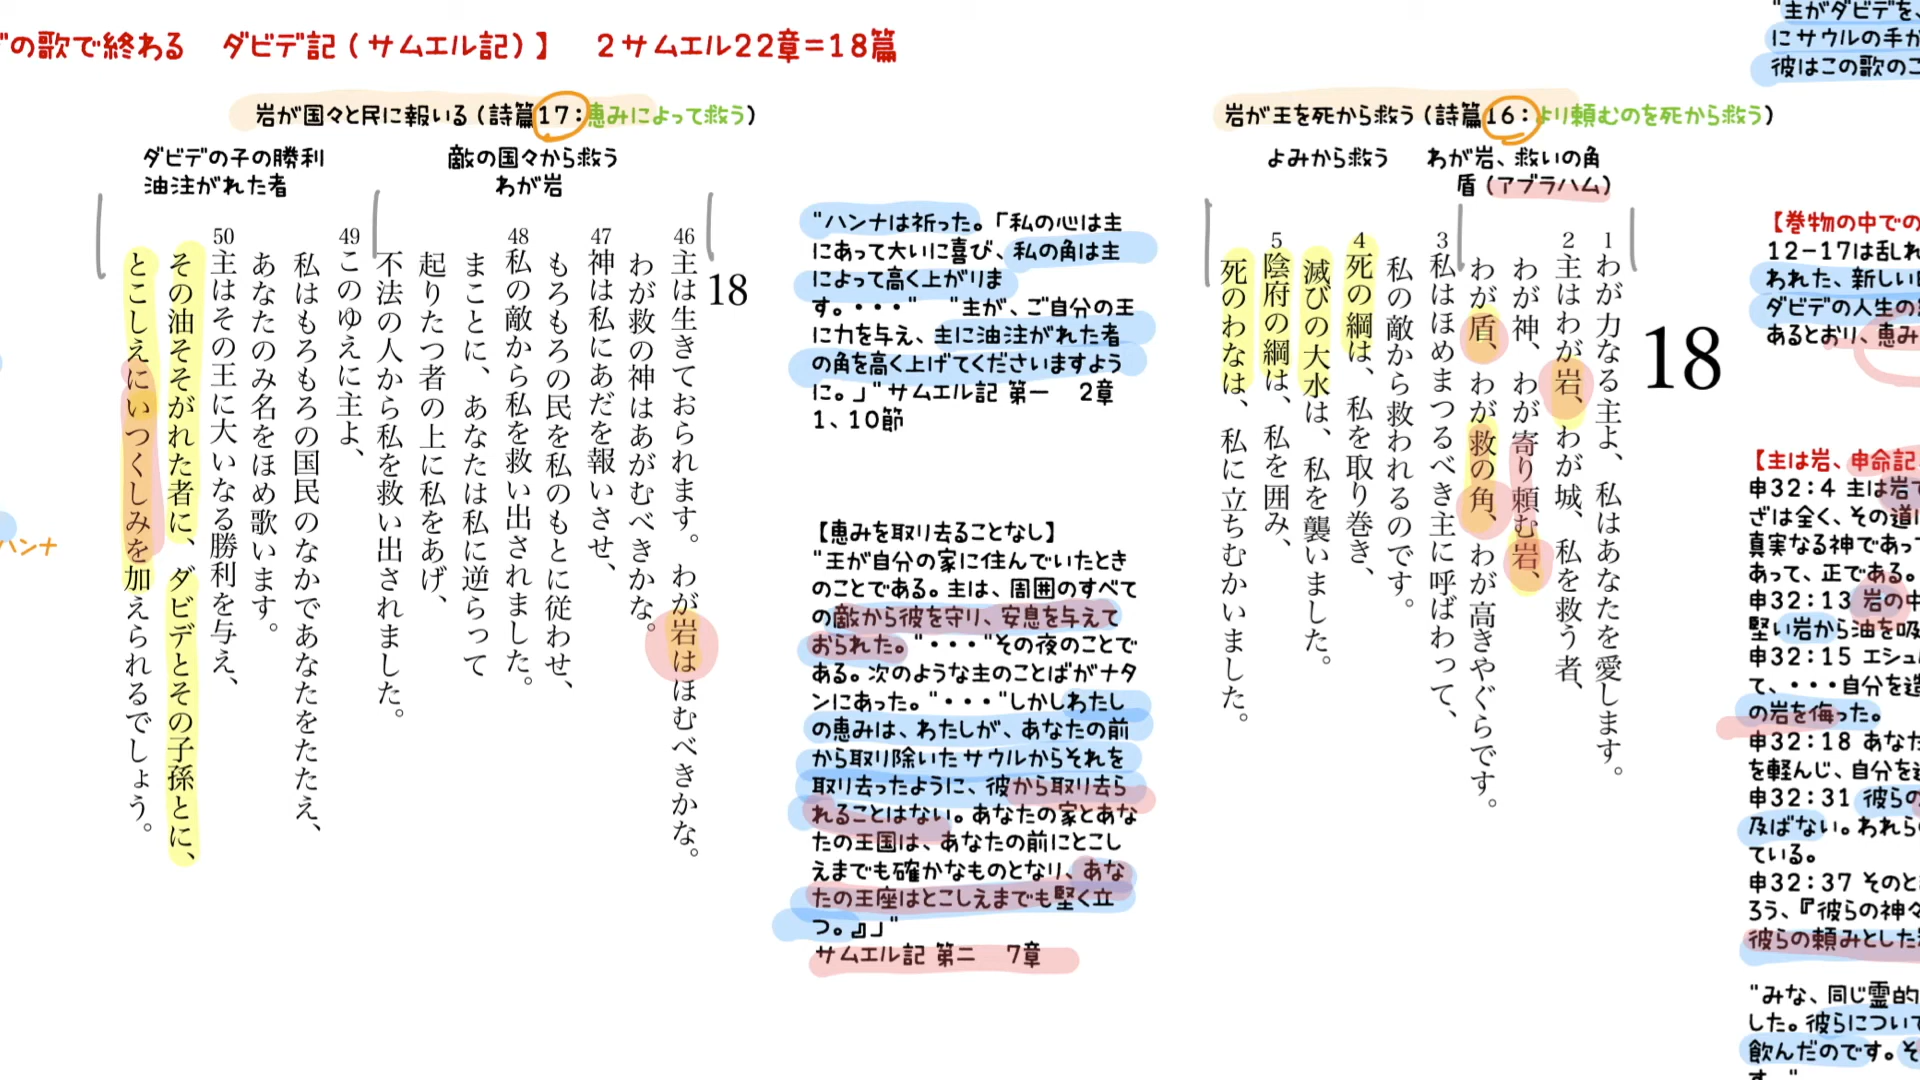 の歌で終わる　ダビデ記（サムエル記）】　２サムエル２２章＝１８篇
"主がダビデを、
にサウルの手が
彼はこの歌のこ
岩が王を死から救う（詩篇１６：より頼むのを死から救う）
わが岩、救いの角
盾（アブラハム）
よみから救う
18
1 わが力なる主よ、私はあなたを愛します。
2 主はわが岩、わが城、私を救う者、
わが神、わが寄り頼む岩、
わが盾、わが救の角、わが高きやぐらです。
3 私はほめまつるべき主に呼ばわって、
私の敵から救われるのです。
4 死の綱は、私を取り巻き、
滅びの大水は、私を襲いました。
5 陰府の綱は、私を囲み、
死のわなは、私に立ちむかいました。
【巻物の中での
１２－１７は乱れ
われた、新しい
ダビデの人生の
あるとおり、恵み
【主は岩、申命記
申３２：４ 主は岩で
ざは全く、その道
真実なる神であっ
あって、正である。
申３２：１３ 岩の中
堅い岩から油を吸
申３２：１５ エシュ
て、・・・自分を造
の岩を侮った。
申３２：１８ あなた
を軽んじ、自分を
申３２：３１ 彼らの
及ばない。われら
ている。
申３２：３７ そのと
ろう、『彼らの神々
彼らの頼みとした
"みな、同じ霊的
した。彼らについて
飲んだのです。そ
す。"
"ハンナは祈った。「私の心は主
にあって大いに喜び、私の角は主
によって高く上がりま
す。・・・"　"主が、ご自分の王
に力を与え、主に油注がれた者
の角を高く上げてくださいますよう
に。」"サムエル記 第一　２章
１、１０節
【恵みを取り去ることなし】
"王が自分の家に住んでいたとき
のことである。主は、周囲のすべて
の敵から彼を守り、安息を与えて
おられた。"・・・"その夜のことで
ある。次のような主のことばがナタ
ンにあった。"・・・"しかしわたし
の恵みは、わたしが、あなたの前
から取り除いたサウルからそれを
取り去ったように、彼から取り去ら
れることはない。あなたの家とあな
たの王国は、あなたの前にとこし
えまでも確かなものとなり、あな
たの王座はとこしえまでも堅く立
つ。』」"
サムエル記 第二　７章
岩が国々と民に報いる（詩篇１７：恵みによって救う）
敵の国々から救う
わが岩
ダビデの子の勝利
油注がれた者
18
46 主は生きておられます。わが岩はほむべきかな。
わが救の神はあがむべきかな。
47 神は私にあだを報いさせ、
もろもろの民を私のもとに従わせ、
48 私の敵から私を救い出されました。
まことに、あなたは私に逆らって
起りたつ者の上に私をあげ、
不法の人から私を救い出されました。
49 このゆえに主よ、
私はもろもろの国民のなかであなたをたたえ、
あなたのみ名をほめ歌います。
50 主はその王に大いなる勝利を与え、
その油そそがれた者に、ダビデとその子孫とに、
とこしえにいつくしみを加えられるでしょう。
ハンナ